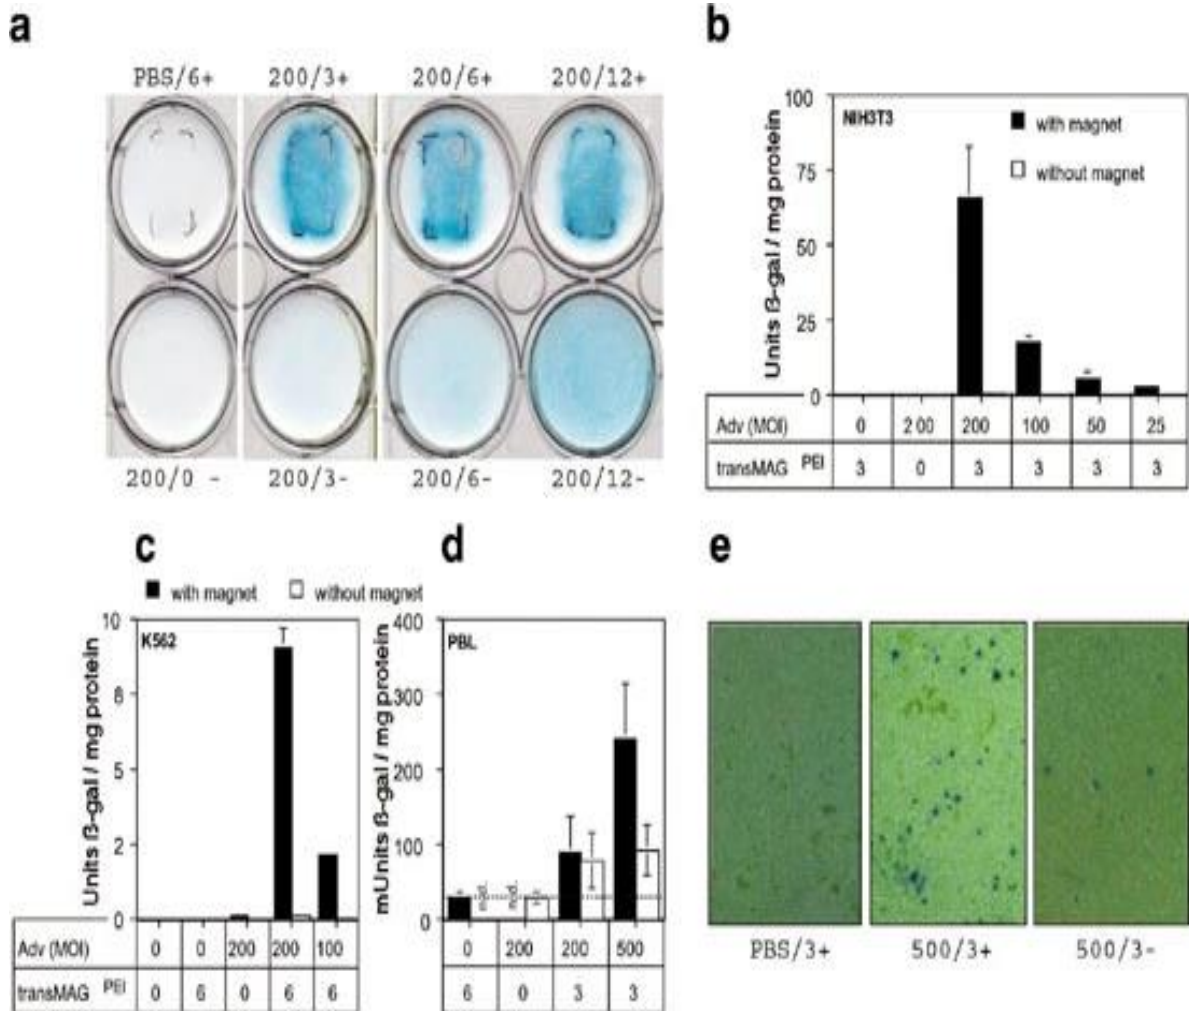 a
PBS/6+ 200/3+ 200/6+ 200/12+
200/0 - 200/3- 200/6- 200/12-
b
100
75
50
25
0
Units ß-gal / mg protein
NIH3T3
with magnet
without magnet
Adv (MOI) 0 2 00 200 100 50 25
transMAG PEI 3 0 3 3 3 3
c
with magnet without magnet
10
8
5
2
0
Units ß-gal / mg protein
K562
Adv (MOI) 0 0 200 200 100
transMAG PEI 0 6 0 6 6
d
400
300
200
100
0
mUnits ß-gal / mg protein
PBL
n.d. n.d.
0 200 200 500
6 0 3 3
e
PBS/3+ 500/3+ 500/3-